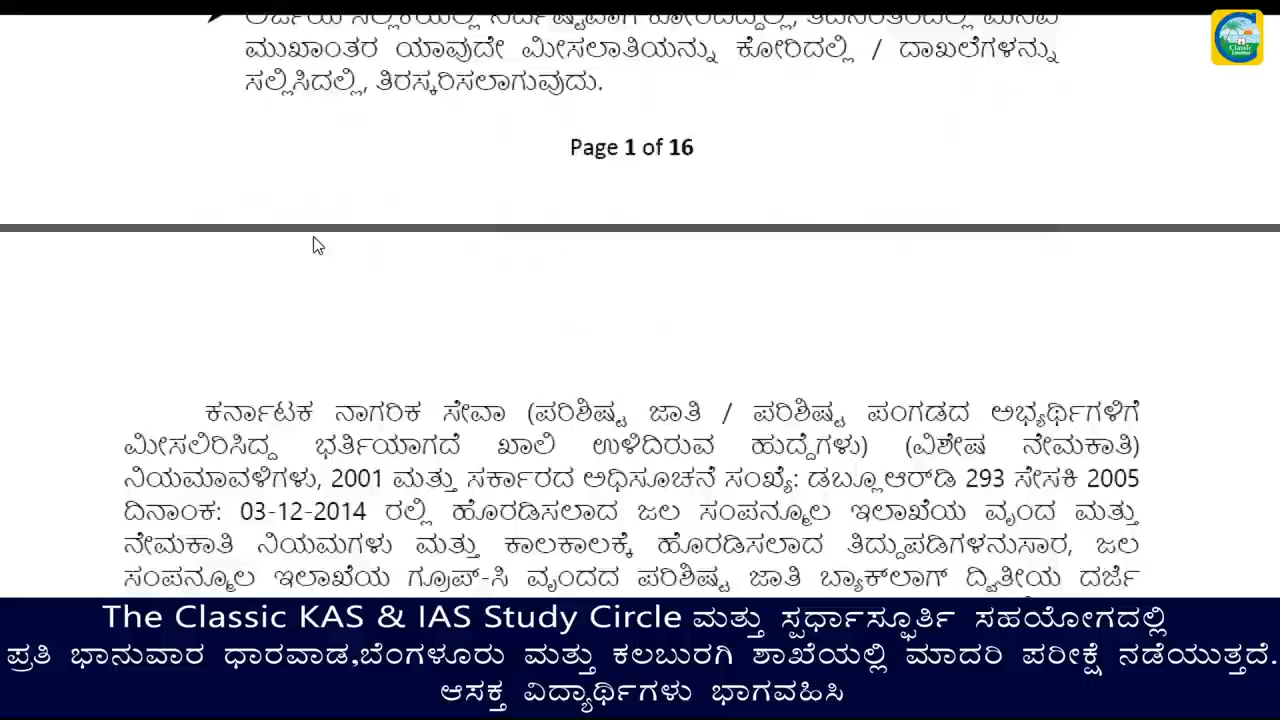 ಮುಖಾಂತರ ಯಾವುದೇ ಮೀಸಲಾತಿಯನ್ನು ಕೋರಿದಲ್ಲಿ / ದಾಖಲೆಗಳನ್ನು
ಸಲ್ಲಿಸಿದಲ್ಲಿ, ತಿರಸ್ಕರಿಸಲಾಗುವುದು.
Classic
Page 1 of 16
ಕರ್ನಾಟಕ ನಾಗರಿಕ ಸೇವಾ (ಪರಿಶಿಷ್ಟ ಜಾತಿ / ಪರಿಶಿಷ್ಟ ಪಂಗಡದ ಅಭ್ಯರ್ಥಿಗಳಿಗೆ
ಮೀಸಲಿರಿಸಿದ್ದ ಭರ್ತಿಯಾಗದೆ ಖಾಲಿ ಉಳಿದಿರುವ ಹುದ್ದೆಗಳು) (ವಿಶೇಷ ನೇಮಕಾತಿ)
ನಿಯಮಾವಳಿಗಳು, 2001 ಮತ್ತು ಸರ್ಕಾರದ ಅಧಿಸೂಚನೆ ಸಂಖ್ಯೆ: ಡಬ್ಲೂಆರ್‌ಡಿ 293 ಸೇಸಕಿ 2005
ದಿನಾಂಕ: 03-12-2014 ರಲ್ಲಿ ಹೊರಡಿಸಲಾದ ಜಲ ಸಂಪನ್ಮೂಲ ಇಲಾಖೆಯ ವೃಂದ ಮತ್ತು
ನೇಮಕಾತಿ ನಿಯಮಗಳು ಮತ್ತು ಕಾಲಕಾಲಕ್ಕೆ ಹೊರಡಿಸಲಾದ ತಿದ್ದುಪಡಿಗಳನುಸಾರ, ಜಲ
ಸಂಪನ್ಮೂಲ ಇಲಾಖೆಯ ಗ್ರೂಪ್-ಸಿ ವೃಂದದ ಪರಿಶಿಷ್ಟ ಜಾತಿ ಬ್ಯಾಕ್‌ಲಾಗ್ ದ್ವಿತೀಯ ದರ್ಜೆ
The Classic KAS & IAS Study Circle ಮತ್ತು ಸ್ಪರ್ಧಾಸ್ಫೂರ್ತಿ ಸಹಯೋಗದಲ್ಲಿ
ಪ್ರತಿ ಭಾನುವಾರ ಧಾರವಾಡ,ಬೆಂಗಳೂರು ಮತ್ತು ಕಲಬುರಗಿ ಶಾಖೆಯಲ್ಲಿ ಮಾದರಿ ಪರೀಕ್ಷೆ ನಡೆಯುತ್ತದೆ.
ಆಸಕ್ತ ವಿದ್ಯಾರ್ಥಿಗಳು ಭಾಗವಹಿಸಿ